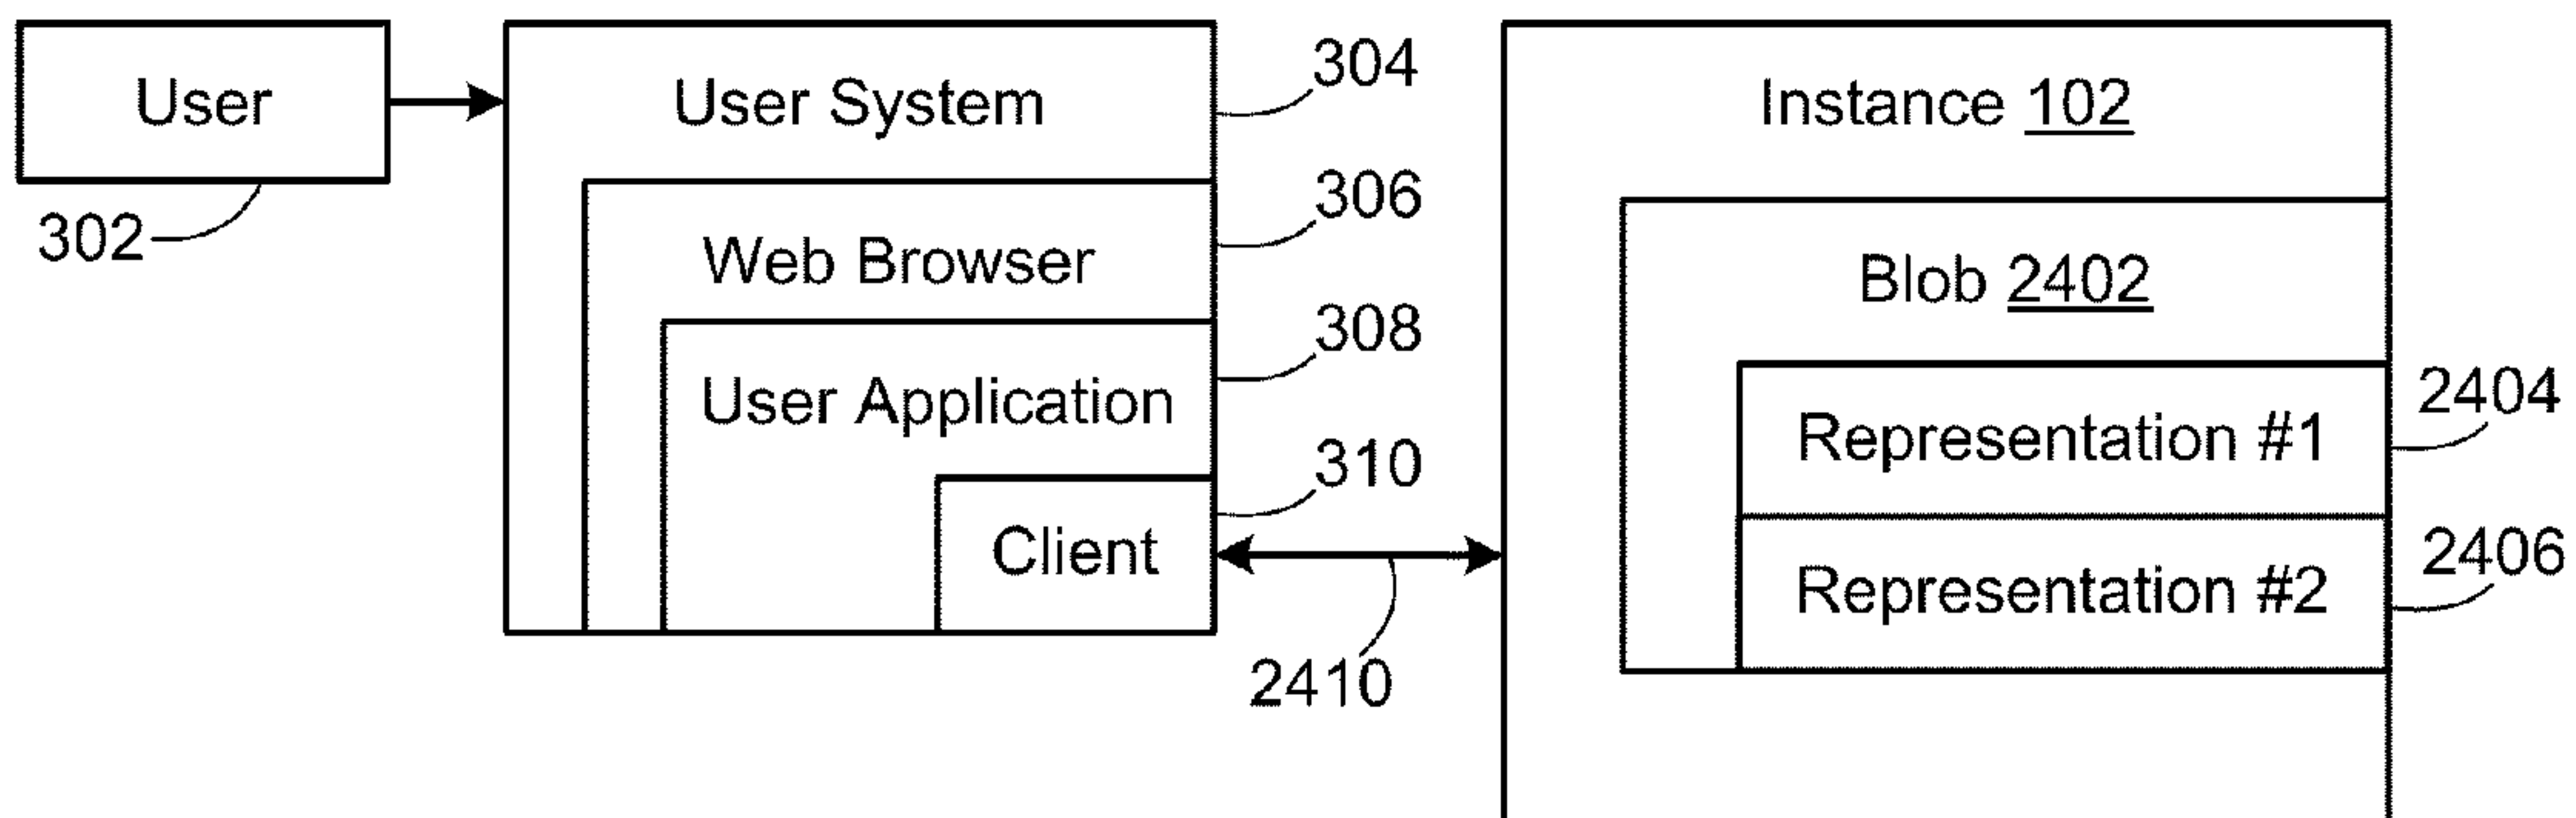 User
302
User System
304
Web Browser
306
User Application
308
Client
310
2410
Instance 102
Blob 2402
Representation #1
2404
Representation #2
2406